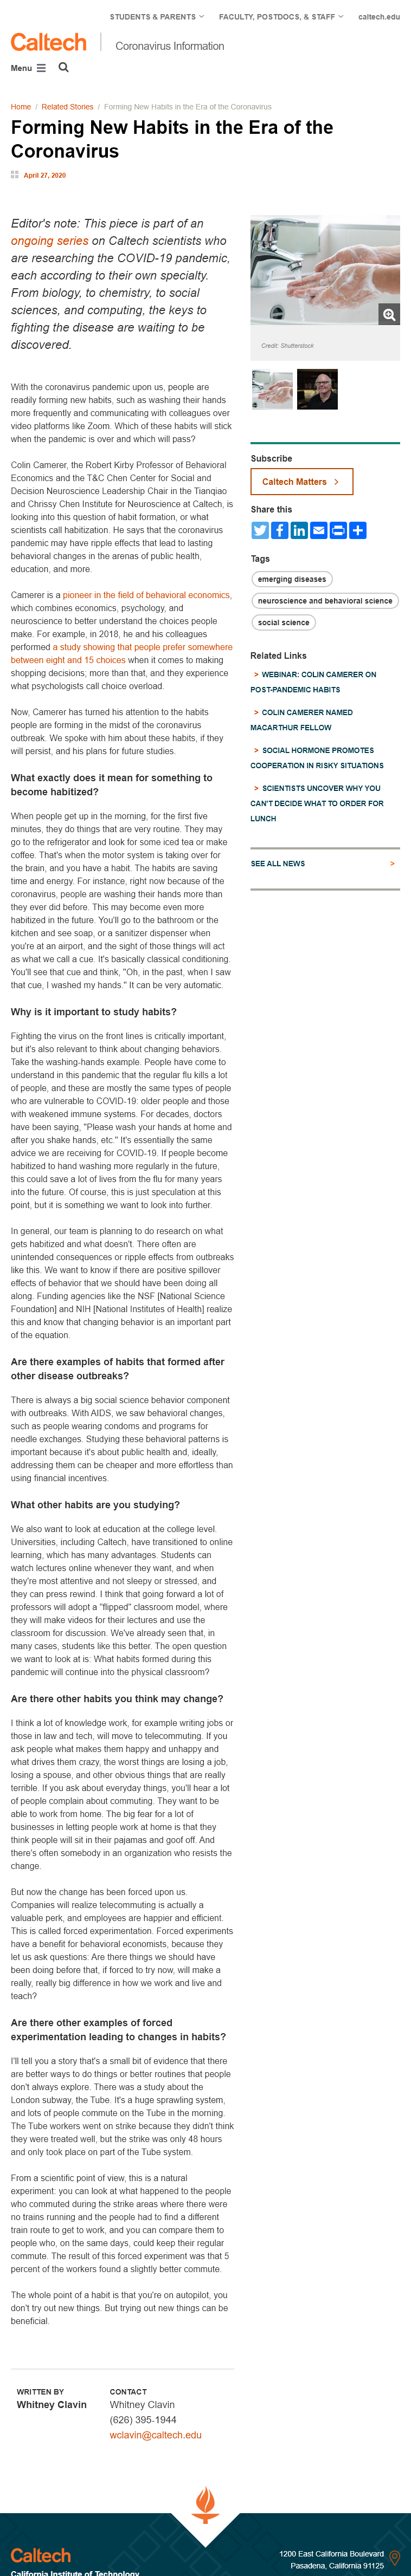 STUDENTS & PARENTS
FACULTY, POSTDOCS, & STAFF
caltech.edu
Caltech
Coronavirus Information
Menu
Home / Related Stories / Forming New Habits in the Era of the Coronavirus
Forming New Habits in the Era of the
Coronavirus
April 27, 2020
Editor's note: This piece is part of an
ongoing series on Caltech scientists who
are researching the COVID-19 pandemic,
each according to their own specialty.
From biology, to chemistry, to social
sciences, and computing, the keys to
fighting the disease are waiting to be
discovered.
With the coronavirus pandemic upon us, people are
readily forming new habits, such as washing their hands
more frequently and communicating with colleagues over
video platforms like Zoom. Which of these habits will stick
when the pandemic is over and which will pass?
Colin Camerer, the Robert Kirby Professor of Behavioral
Economics and the T&C Chen Center for Social and
Decision Neuroscience Leadership Chair in the Tianqiao
and Chrissy Chen Institute for Neuroscience at Caltech, is
looking into this question of habit formation, or what
scientists call habitization. He says that the coronavirus
pandemic may have ripple effects that lead to lasting
behavioral changes in the arenas of public health,
education, and more.
Camerer is a pioneer in the field of behavioral economics,
which combines economics, psychology, and
neuroscience to better understand the choices people
make. For example, in 2018, he and his colleagues
performed a study showing that people prefer somewhere
between eight and 15 choices when it comes to making
shopping decisions; more than that, and they experience
what psychologists call choice overload.
Now, Camerer has turned his attention to the habits
people are forming in the midst of the coronavirus
outbreak. We spoke with him about these habits, if they
will persist, and his plans for future studies.
What exactly does it mean for something to
become habitized?
When people get up in the morning, for the first five
minutes, they do things that are very routine. They may
go to the refrigerator to look for some iced tea or make
coffee. That's when the motor system is taking over for
the brain, and you have a habit. The habits are saving
time and energy. For instance, right now because of the
coronavirus, people are washing their hands more than
they ever did before. This may become even more
habitized in the future. You'll go to the bathroom or the
kitchen and see soap, or a sanitizer dispenser when
you're at an airport, and the sight of those things will act
as what we call a cue. It's basically classical conditioning.
You'll see that cue and think, "Oh, in the past, when I saw
that cue, I washed my hands." It can be very automatic.
Why is it important to study habits?
Fighting the virus on the front lines is critically important,
but it's also relevant to think about changing behaviors.
Take the washing-hands example. People have come to
understand in this pandemic that the regular flu kills a lot
of people, and these are mostly the same types of people
who are vulnerable to COVID-19: older people and those
with weakened immune systems. For decades, doctors
have been saying, "Please wash your hands at home and
after you shake hands, etc." It's essentially the same
advice we are receiving for COVID-19. If people become
habitized to hand washing more regularly in the future,
this could save a lot of lives from the flu for many years
into the future. Of course, this is just speculation at this
point, but it is something we want to look into further.
In general, our team is planning to do research on what
gets habitized and what doesn't. There often are
unintended consequences or ripple effects from outbreaks
like this. We want to know if there are positive spillover
effects of behavior that we should have been doing all
along. Funding agencies like the NSF [National Science
Foundation] and NIH [National Institutes of Health] realize
this and know that changing behavior is an important part
of the equation.
Are there examples of habits that formed after
other disease outbreaks?
There is always a big social science behavior component
with outbreaks. With AIDS, we saw behavioral changes,
such as people wearing condoms and programs for
needle exchanges. Studying these behavioral patterns is
important because it's about public health and, ideally,
addressing them can be cheaper and more effortless than
using financial incentives.
What other habits are you studying?
We also want to look at education at the college level.
Universities, including Caltech, have transitioned to online
learning, which has many advantages. Students can
watch lectures online whenever they want, and when
they're most attentive and not sleepy or stressed, and
they can press rewind. I think that going forward a lot of
professors will adopt a "flipped" classroom model, where
they will make videos for their lectures and use the
classroom for discussion. We've already seen that, in
many cases, students like this better. The open question
we want to look at is: What habits formed during this
pandemic will continue into the physical classroom?
Are there other habits you think may change?
I think a lot of knowledge work, for example writing jobs or
those in law and tech, will move to telecommuting. If you
ask people what makes them happy and unhappy and
what drives them crazy, the worst things are losing a job,
losing a spouse, and other obvious things that are really
terrible. If you ask about everyday things, you'll hear a lot
of people complain about commuting. They want to be
able to work from home. The big fear for a lot of
businesses in letting people work at home is that they
think people will sit in their pajamas and goof off. And
there's often somebody in an organization who resists the
change.
But now the change has been forced upon us.
Companies will realize telecommuting is actually a
valuable perk, and employees are happier and efficient.
This is called forced experimentation. Forced experiments
have a benefit for behavioral economists, because they
let us ask questions: Are there things we should have
been doing before that, if forced to try now, will make a
really, really big difference in how we work and live and
teach?
Are there other examples of forced
experimentation leading to changes in habits?
I'll tell you a story that's a small bit of evidence that there
are better ways to do things or better routines that people
don't always explore. There was a study about the
London subway, the Tube. It's a huge sprawling system,
and lots of people commute on the Tube in the morning.
The Tube workers went on strike because they didn't think
they were treated well, but the strike was only 48 hours
and only took place on part of the Tube system.
From a scientific point of view, this is a natural
experiment: you can look at what happened to the people
who commuted during the strike areas where there were
no trains running and the people had to find a different
train route to get to work, and you can compare them to
people who, on the same days, could keep their regular
commute. The result of this forced experiment was that 5
percent of the workers found a slightly better commute.
The whole point of a habit is that you're on autopilot, you
don't try out new things. But trying out new things can be
beneficial.
Credit: Shutterstock
Subscribe
Caltech Matters
Share this
Tags
emerging diseases
neuroscience and behavioral science
social science
Related Links
> WEBINAR: COLIN CAMERER ON
POST-PANDEMIC HABITS
> COLIN CAMERER NAMED
MACARTHUR FELLOW
> SOCIAL HORMONE PROMOTES
COOPERATION IN RISKY SITUATIONS
> SCIENTISTS UNCOVER WHY YOU
CAN'T DECIDE WHAT TO ORDER FOR
LUNCH
SEE ALL NEWS >
WRITTEN BY
Whitney Clavin
CONTACT
Whitney Clavin
(626) 395-1944
wclavin@caltech.edu
Caltech
California Institute of Technology
1200 East California Boulevard
Pasadena, California 91125